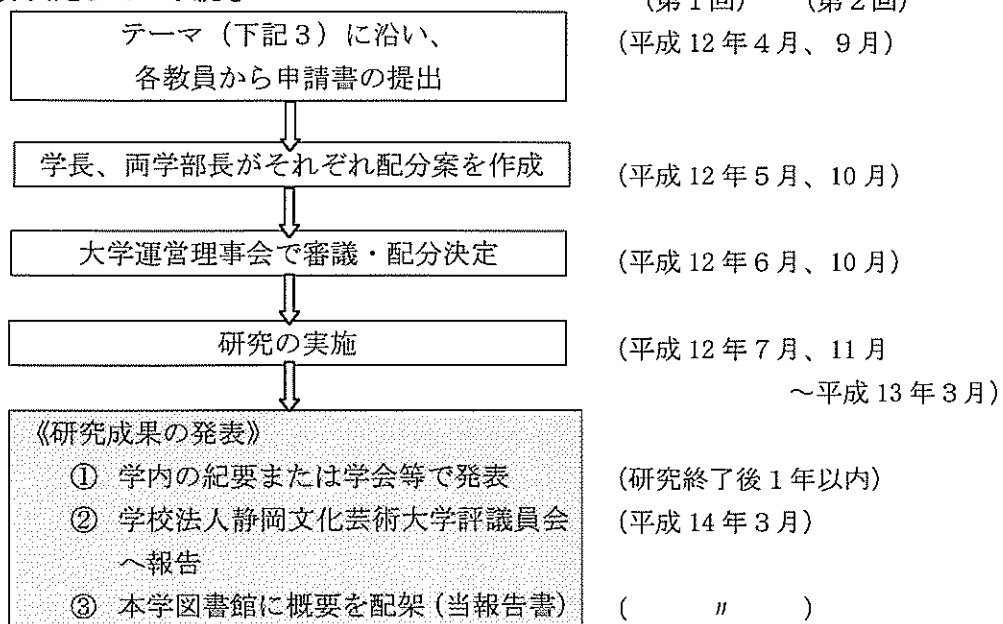 (第1回) (第2回)
テーマ(下記3)に沿い、 (平成12年4月、9月)
各教員から申請書の提出
学長、両学部長がそれぞれ配分案を作成 (平成12年5月、10月)
大学運営理事会で審議・配分決定 (平成12年6月、10月)
研究の実施 (平成12年7月、11月
～平成13年3月)
《研究成果の発表》
① 学内の紀要または学会等で発表 (研究終了後1年以内)
② 学校法人静岡文化芸術大学評議員会 (平成14年3月)
へ報告
③ 本学図書館に概要を配架(当報告書) ( 〃 )